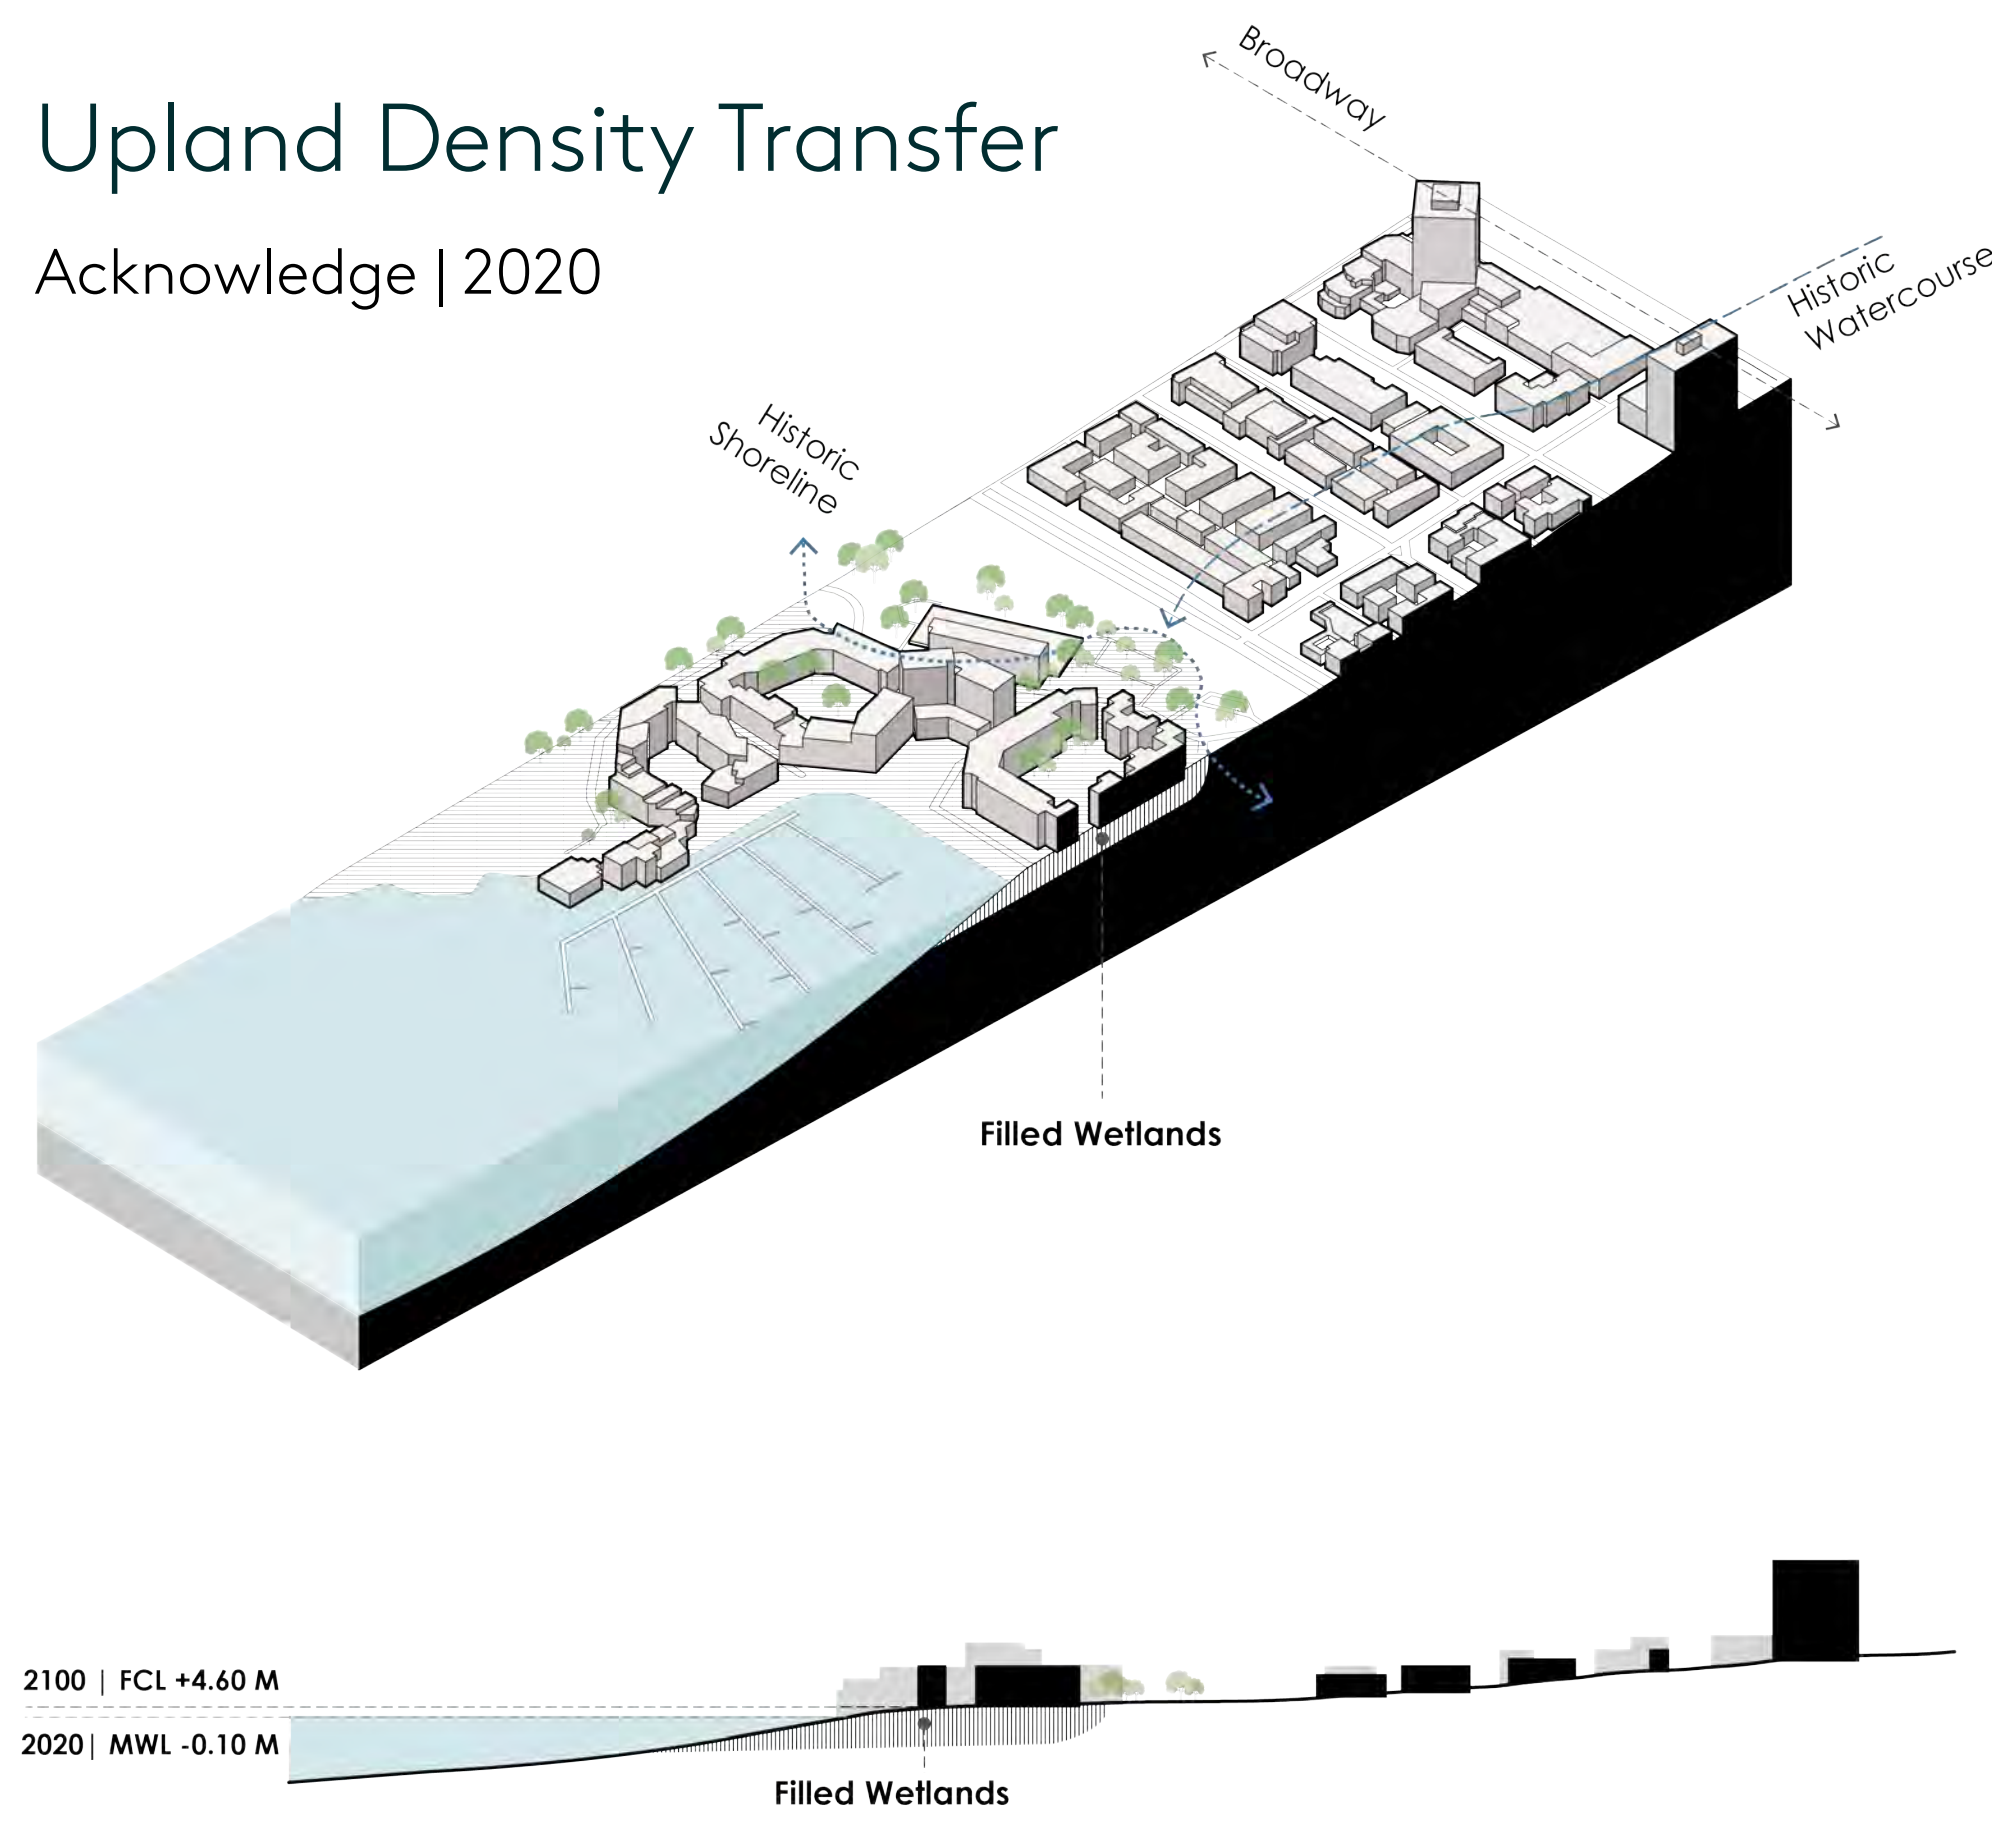 Upland Density Transfer
Acknowledge | 2020
Broadway
Historic
Watercourse
Historic
Shoreline
Filled Wetlands
2100 | FCL +4.60 M
2020| MWL -0.10 M
Filled Wetlands